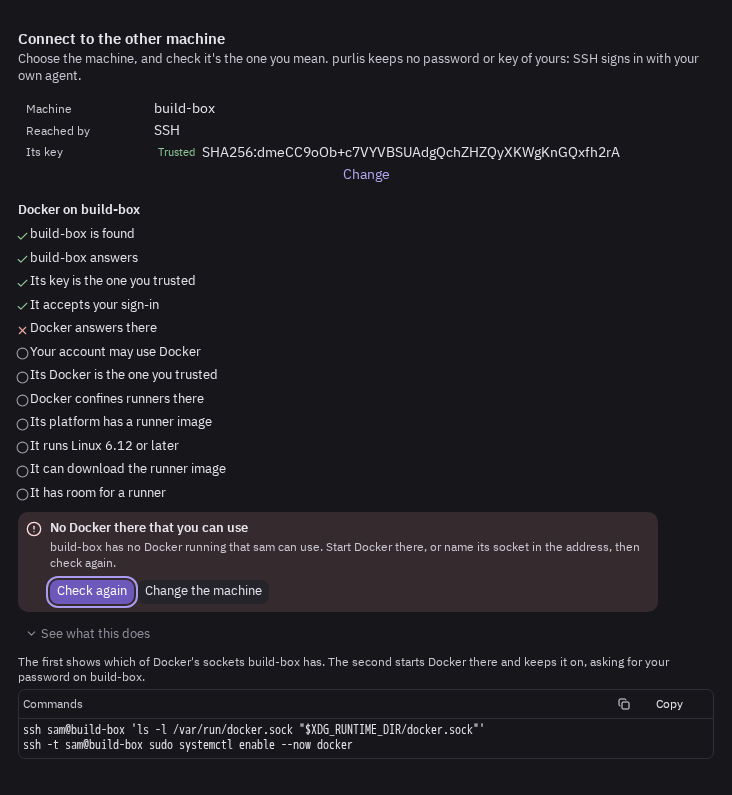 Connect to the other machine
Choose the machine, and check it's the one you mean. purlis keeps no password or key of yours: SSH signs in with your
own agent.
Machine build-box
Reached by SSH
Its key Trusted SHA256:dmeCC9oOb+c7VYVBSUAdgQchZHZQyXKWgKnGQxfh2rA
Change
Docker on build-box
build-box is found
build-box answers
Its key is the one you trusted
It accepts your sign-in
Docker answers there
Your account may use Docker
Its Docker is the one you trusted
Docker confines runners there
Its platform has a runner image
It runs Linux 6.12 or later
It can download the runner image
It has room for a runner
No Docker there that you can use
build-box has no Docker running that sam can use. Start Docker there, or name its socket in the address, then
check again.
Check again Change the machine
See what this does
The first shows which of Docker's sockets build-box has. The second starts Docker there and keeps it on, asking for your
password on build-box.
Commands Copy
ssh sam@build-box 'ls -l /var/run/docker.sock "$XDG_RUNTIME_DIR/docker.sock"'
ssh -t sam@build-box sudo systemctl enable --now docker